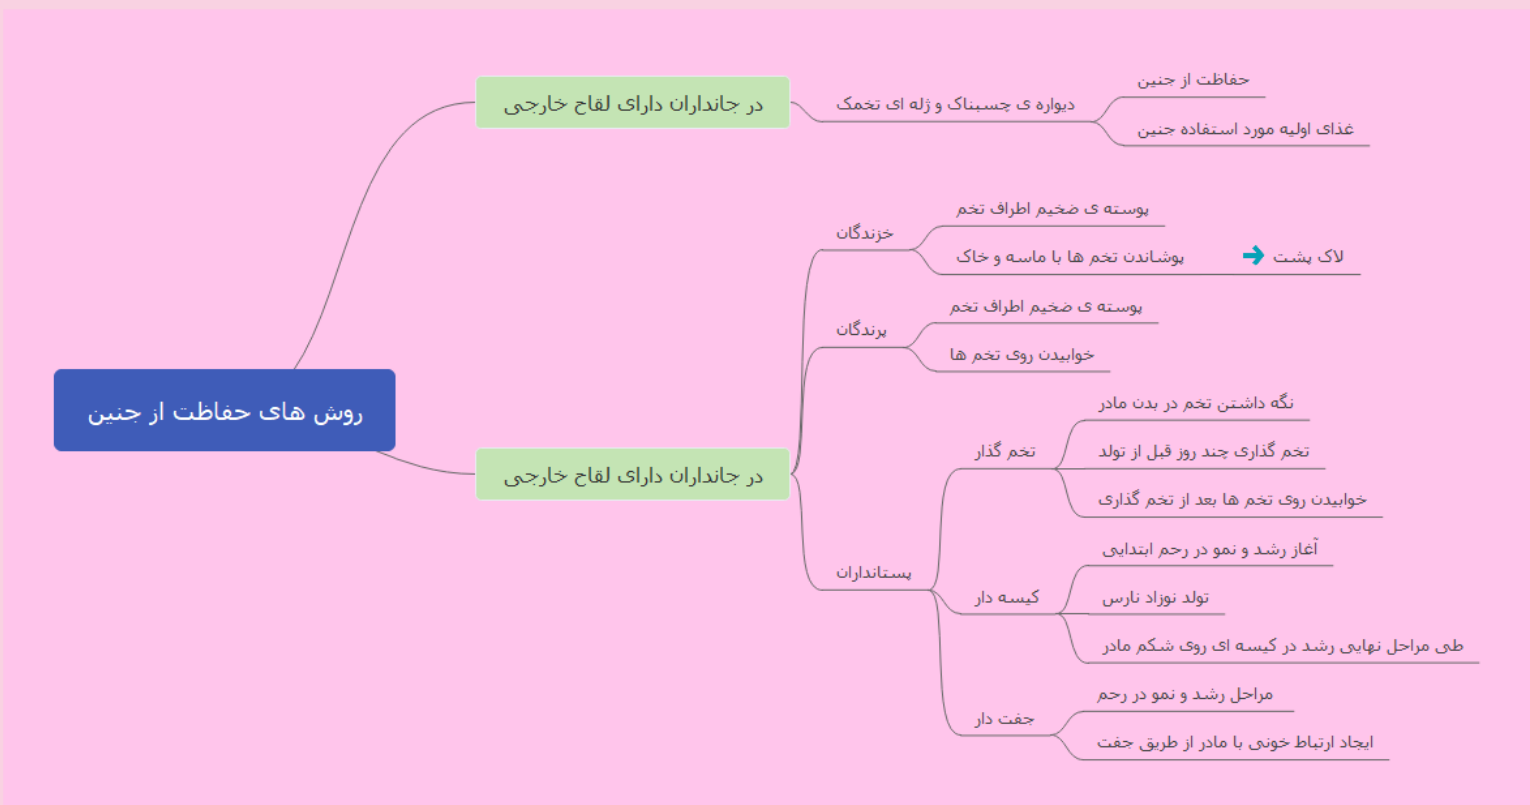 روش های حفاظت از جنین
در جانداران دارای لقاح خارجی
دیواره ی چسبناک و ژله ای تخمک
حفاظت از جنین
غذای اولیه مورد استفاده جنین
در جانداران دارای لقاح خارجی
خزندگان
پوسته ی ضخیم اطراف تخم
لاک پشت ➔ پوشاندن تخم ها با ماسه و خاک
پرندگان
پوسته ی ضخیم اطراف تخم
خوابیدن روی تخم ها
پستانداران
تخم گذار
نگه داشتن تخم در بدن مادر
تخم گذاری چند روز قبل از تولد
خوابیدن روی تخم ها بعد از تخم گذاری
کیسه دار
آغاز رشد و نمو در رحم ابتدایی
تولد نوزاد نارس
طی مراحل نهایی رشد در کیسه ای روی شکم مادر
جفت دار
مراحل رشد و نمو در رحم
ایجاد ارتباط خونی با مادر از طریق جفت